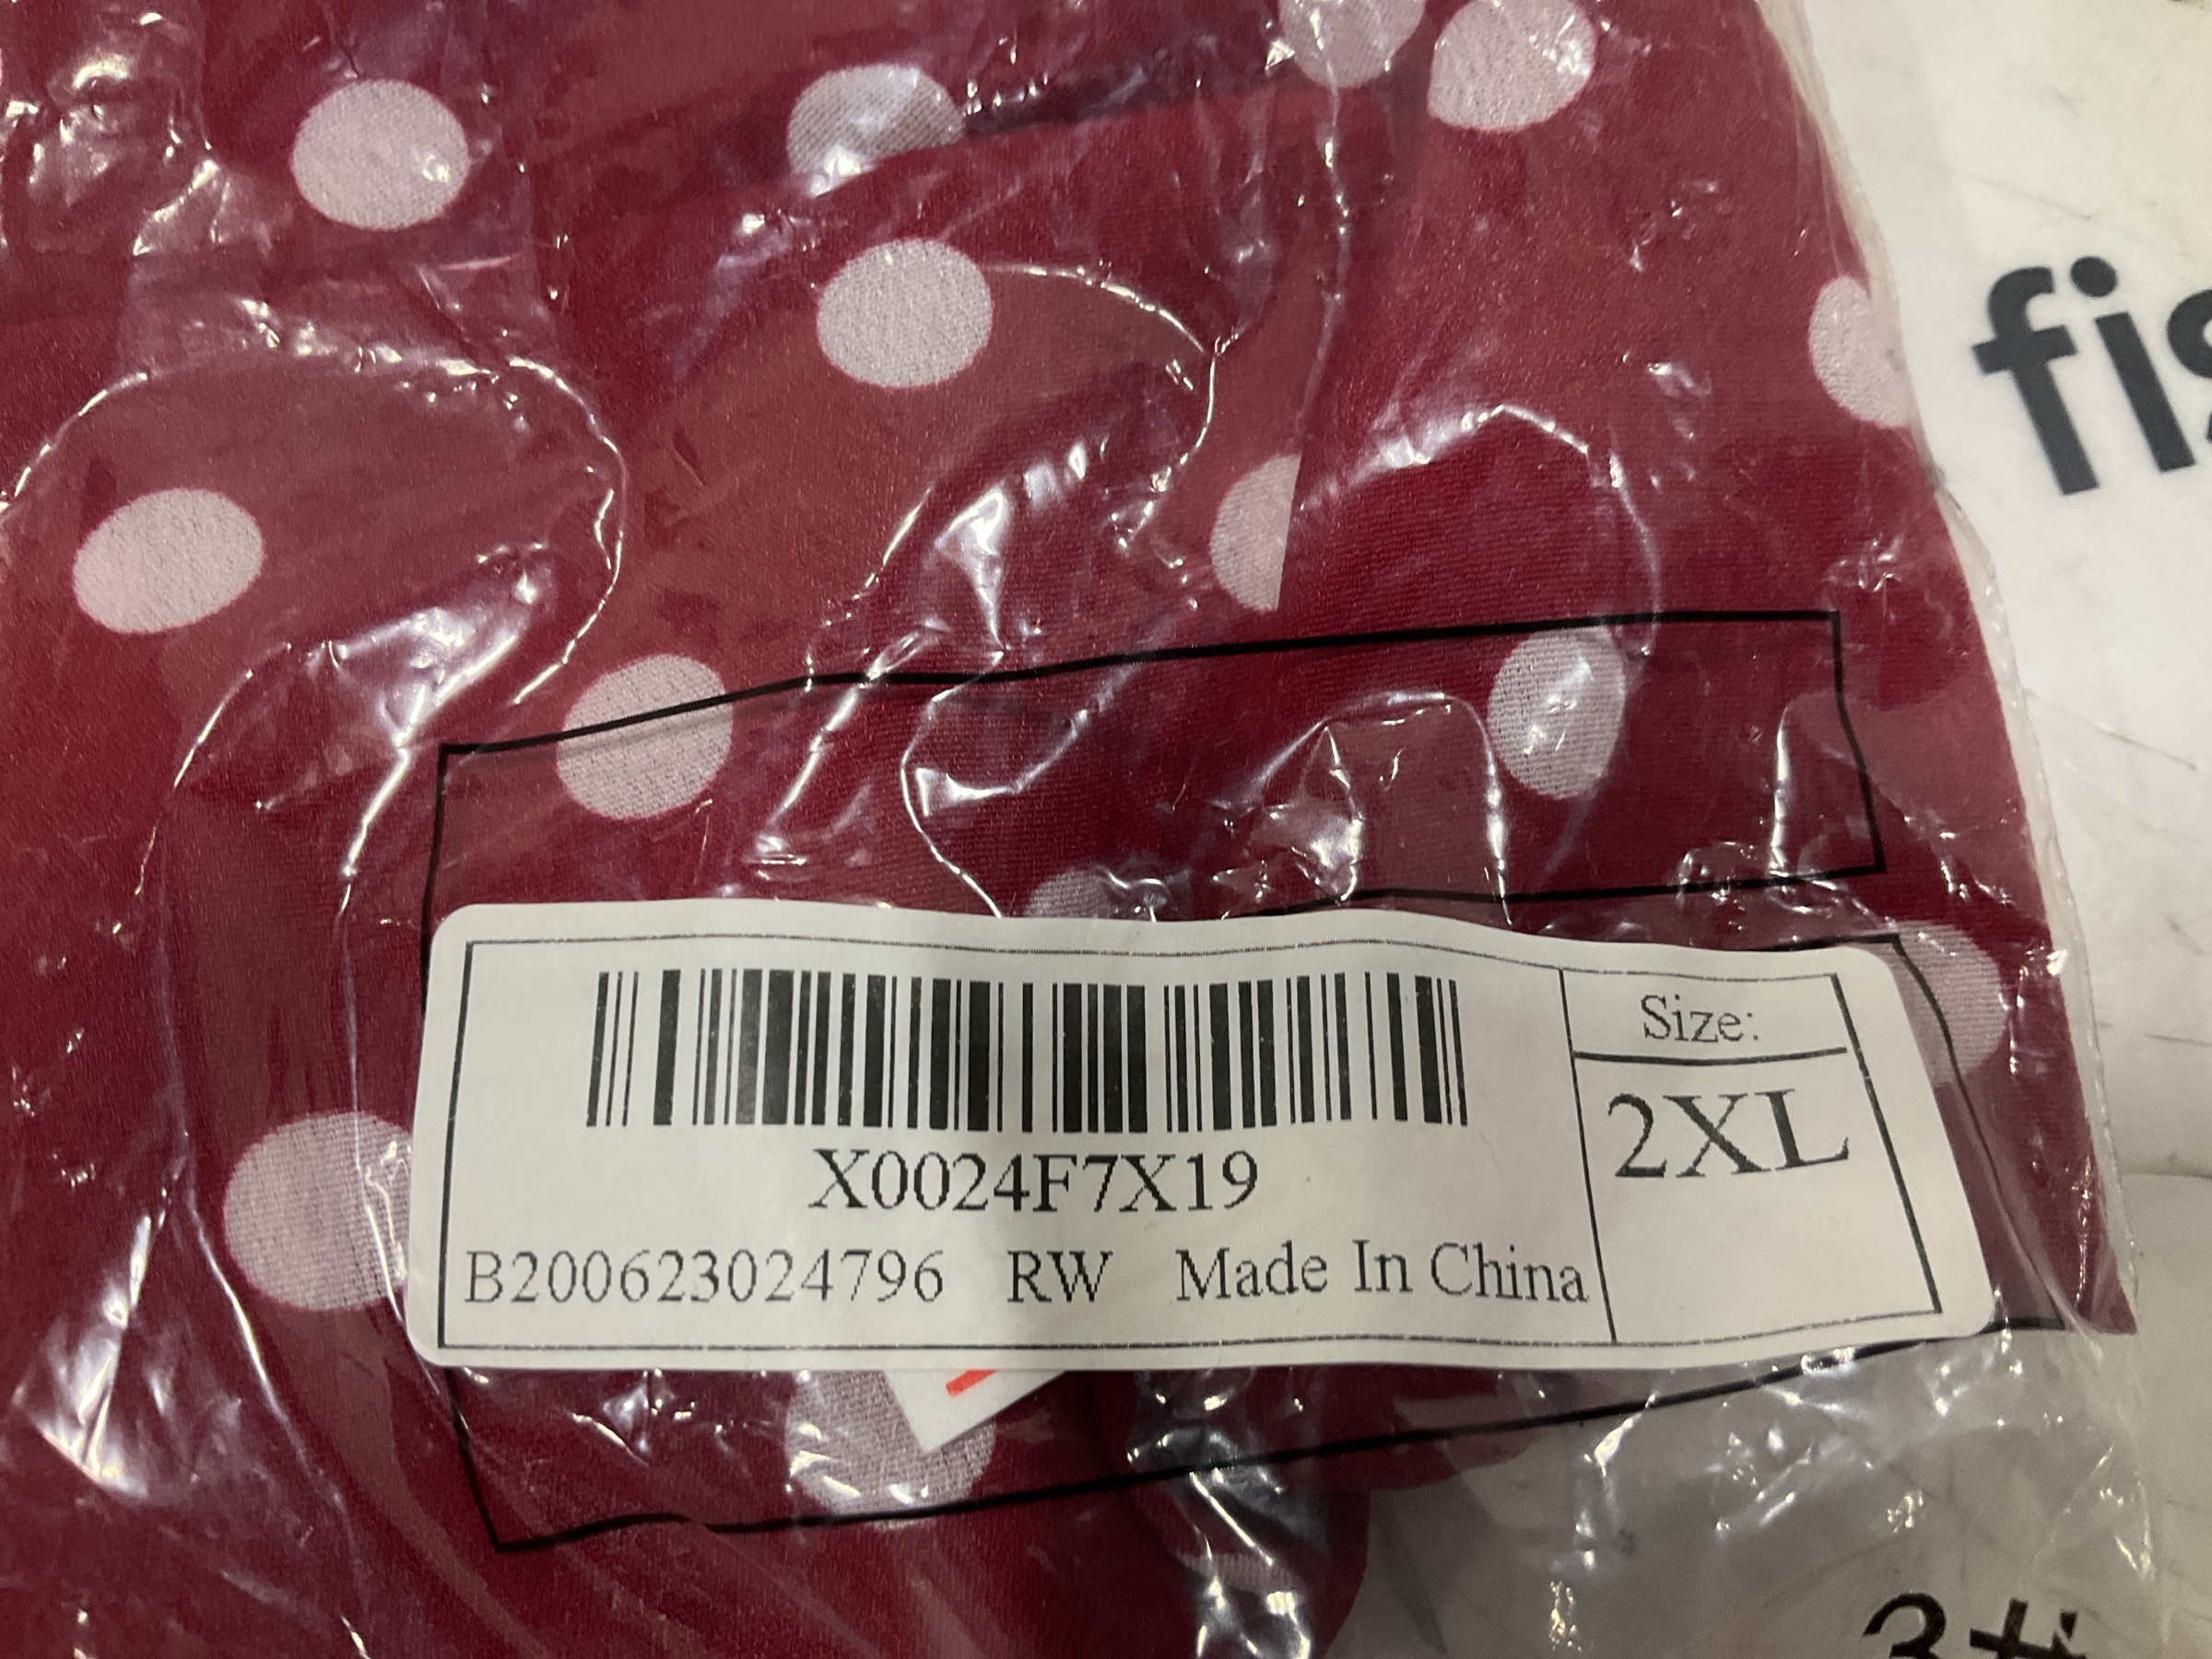 Size:
2XL
X0024F7X19
B200623024796 RW Made In China